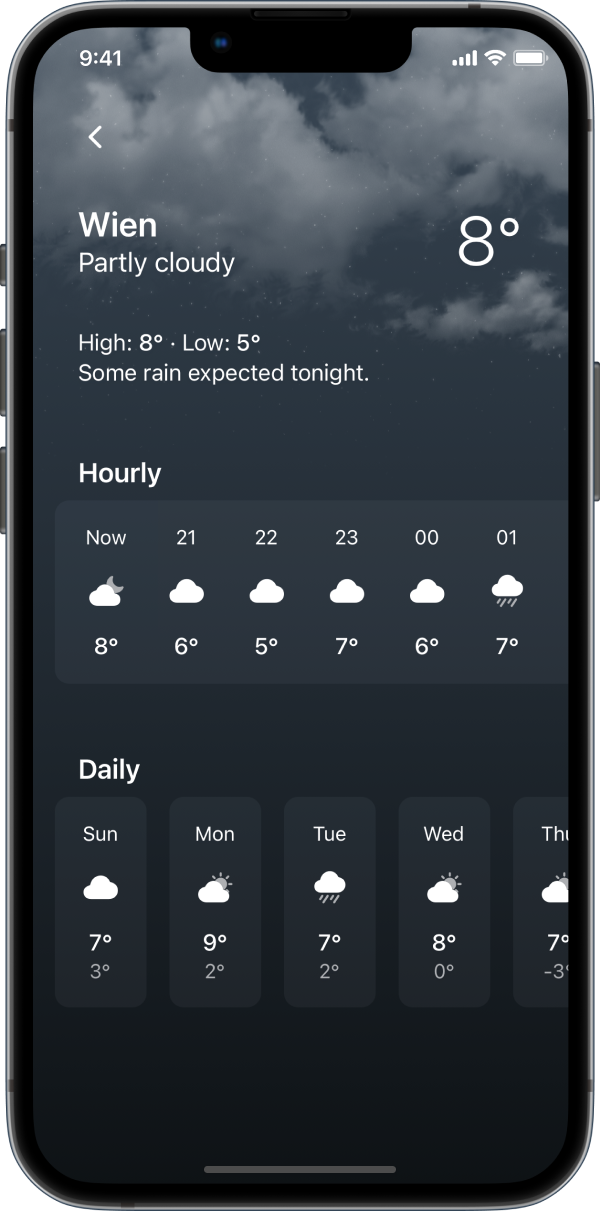 9:41
Wien
8°
Partly cloudy
High: 8° · Low: 5°
Some rain expected tonight.
Hourly
Now 21 22 23 00 01
8° 6° 5° 7° 6° 7°
Daily
Sun Mon Tue Wed Thu
7° 9° 7° 8° 7°
3° 2° 2° 0° -3°